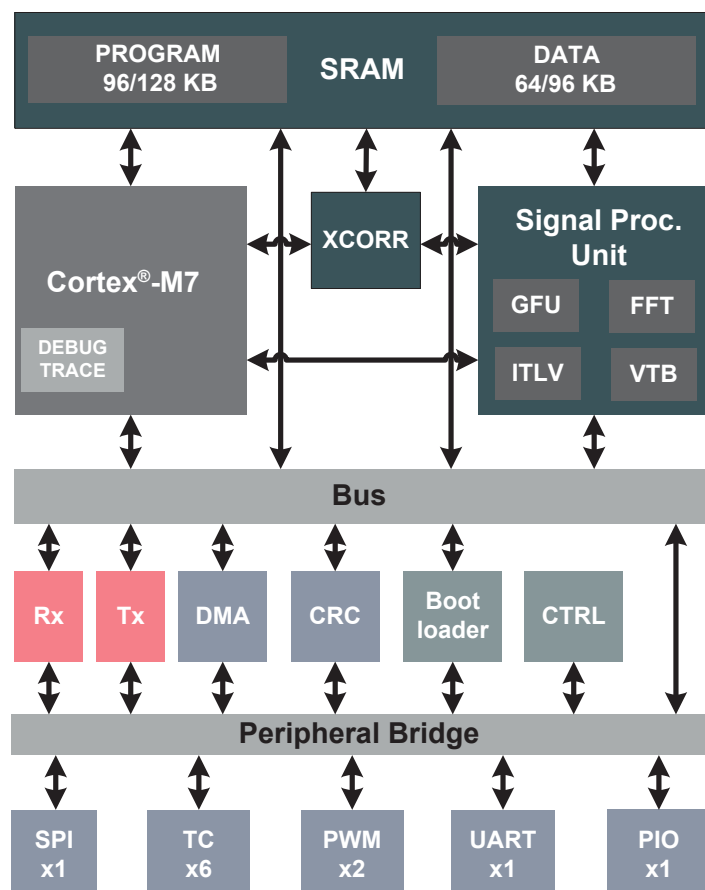 PROGRAM
96/128 KB
SRAM
DATA
64/96 KB
Cortex®-M7
DEBUG
TRACE
XCORR
Signal Proc.
Unit
GFU
FFT
ITLV
VTB
Bus
Rx
Tx
DMA
CRC
Boot
loader
CTRL
Peripheral Bridge
SPI
x1
TC
x6
PWM
x2
UART
x1
PIO
x1